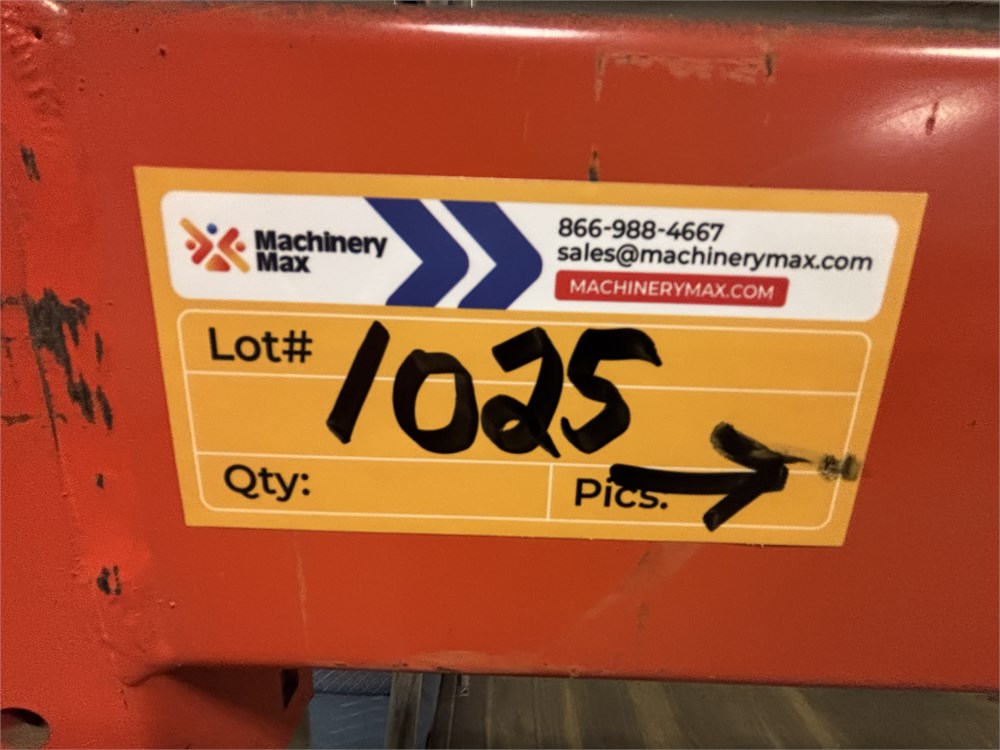 Machinery
Max
866-988-4667
sales@machinerymax.com
MACHINERYMAX.COM
Lot# 1025
Qty:
Pics.